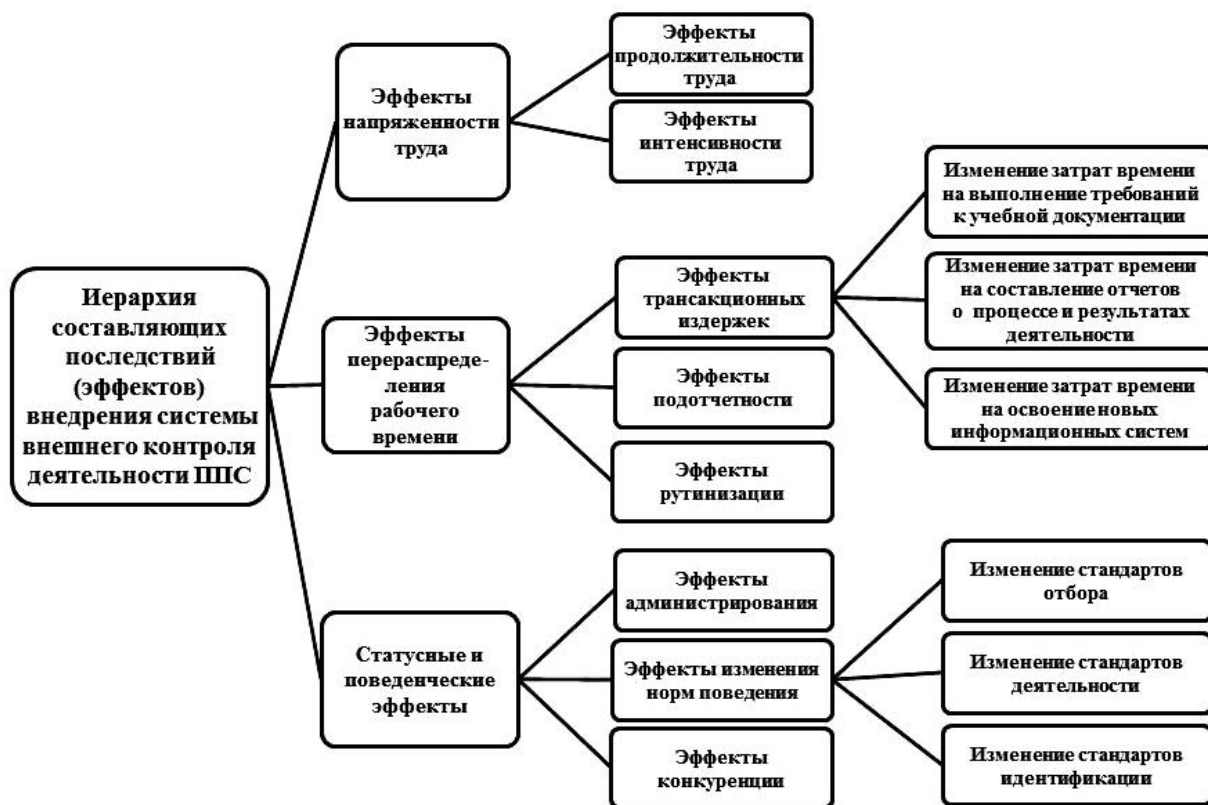 Иерархия
составляющих
последствий
(эффектов)
внедрения системы
внешнего контроля
деятельности ППС
Эффекты
напряженности
труда
Эффекты
продолжительности
труда
Эффекты
интенсивности
труда
Эффекты
перераспреде-
ления
рабочего
времени
Эффекты
трансакционных
издержек
Изменение затрат времени
на выполнение требований
к учебной документации
Изменение затрат времени
на составление отчетов
о процессе и результатах
деятельности
Изменение затрат времени
на освоение новых
информационных систем
Эффекты
подотчетности
Эффекты
рутинизации
Статусные и
поведенческие
эффекты
Эффекты
администрирования
Эффекты изменения
норм поведения
Изменение стандартов
отбора
Изменение стандартов
деятельности
Изменение стандартов
идентификации
Эффекты
конкуренции